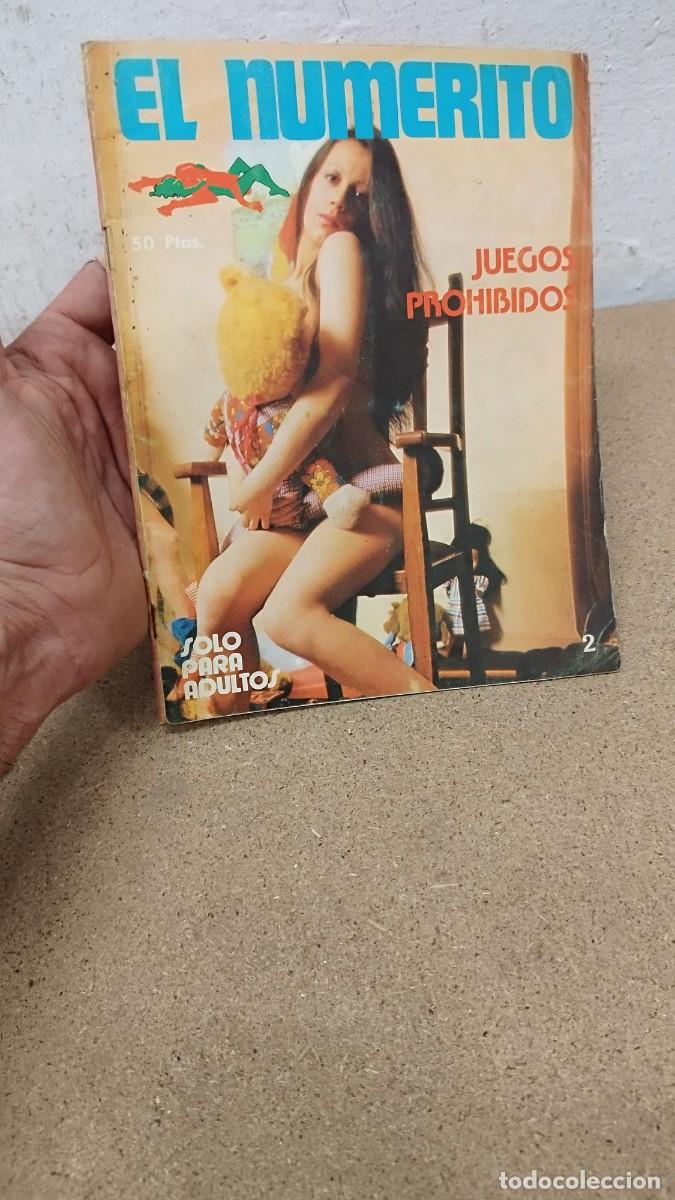 EL NUMERITO
50 Ptas.
JUEGOS
PROHIBIDOS
SOLO
PARA
ADULTOS
2
todocoleccion